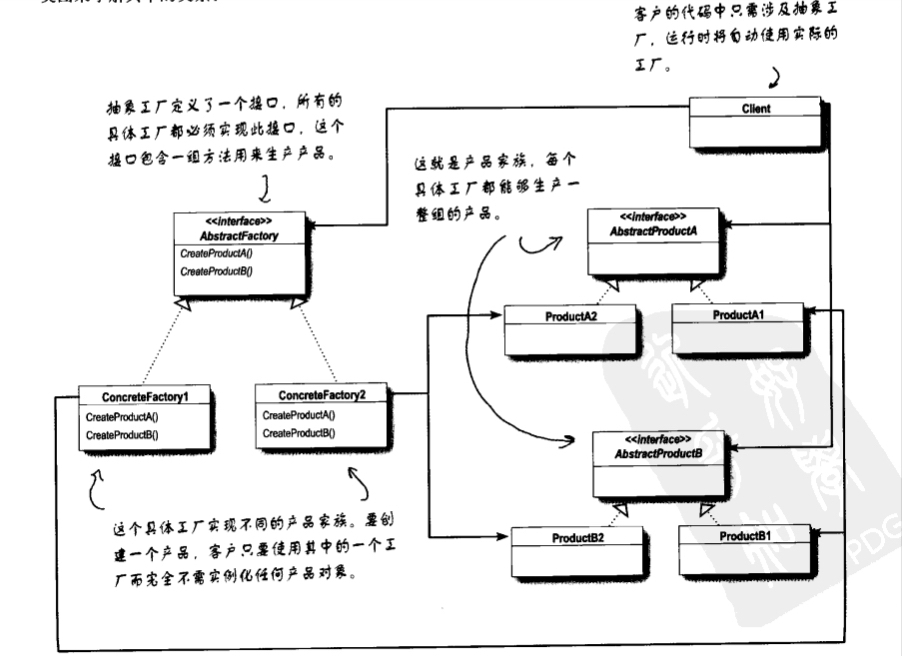 客户的代码中只需涉及抽象工
厂，运行时将自动使用实际的
工厂。
Client
抽象工厂定义了一个接口，所有的
具体工厂都必须实现此接口，这个
接口包含一组方法用来生产产品。
这就是产品家族，每个
具体工厂都能够生产一
整组的产品。
<<interface>>
AbstractFactory
CreateProductA()
CreateProductB()
<<interface>>
AbstractProductA
ProductA2
ProductA1
ConcreteFactory1
CreateProductA()
CreateProductB()
ConcreteFactory2
CreateProductA()
CreateProductB()
<<interface>>
AbstractProductB
ProductB2
ProductB1
这个具体工厂实现不同的产品家族。要创
建一个产品，客户只要使用其中的一个工
厂而完全不需实例化任何产品对象。
PDG